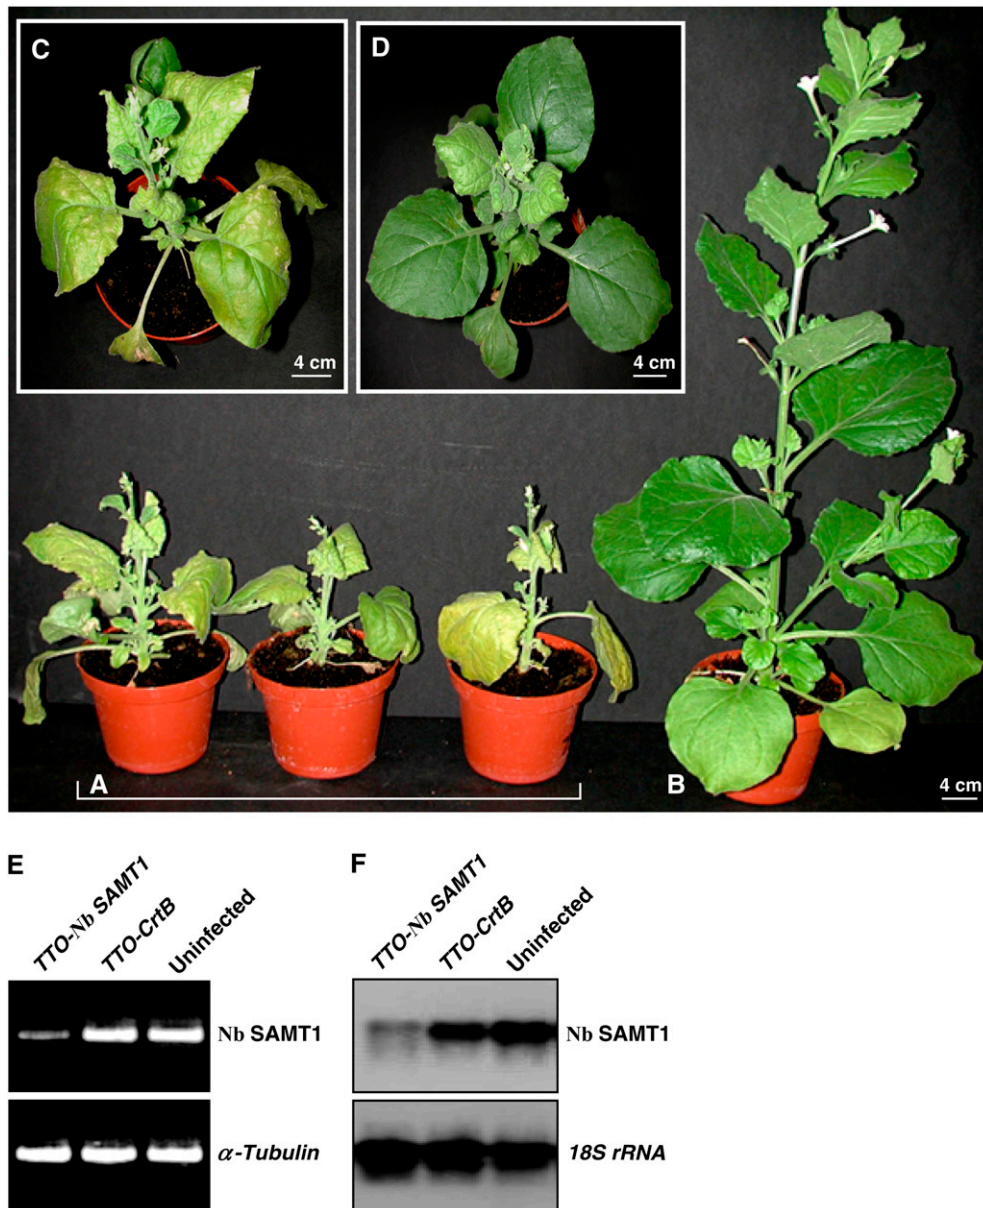 C
D
4 cm
4 cm
A
B
4 cm
E
F
TTO-Nb SAMT1
TTO-CrtB
Uninfected
TTO-Nb SAMT1
TTO-CrtB
Uninfected
Nb SAMT1
Nb SAMT1
α-Tubulin
18S rRNA